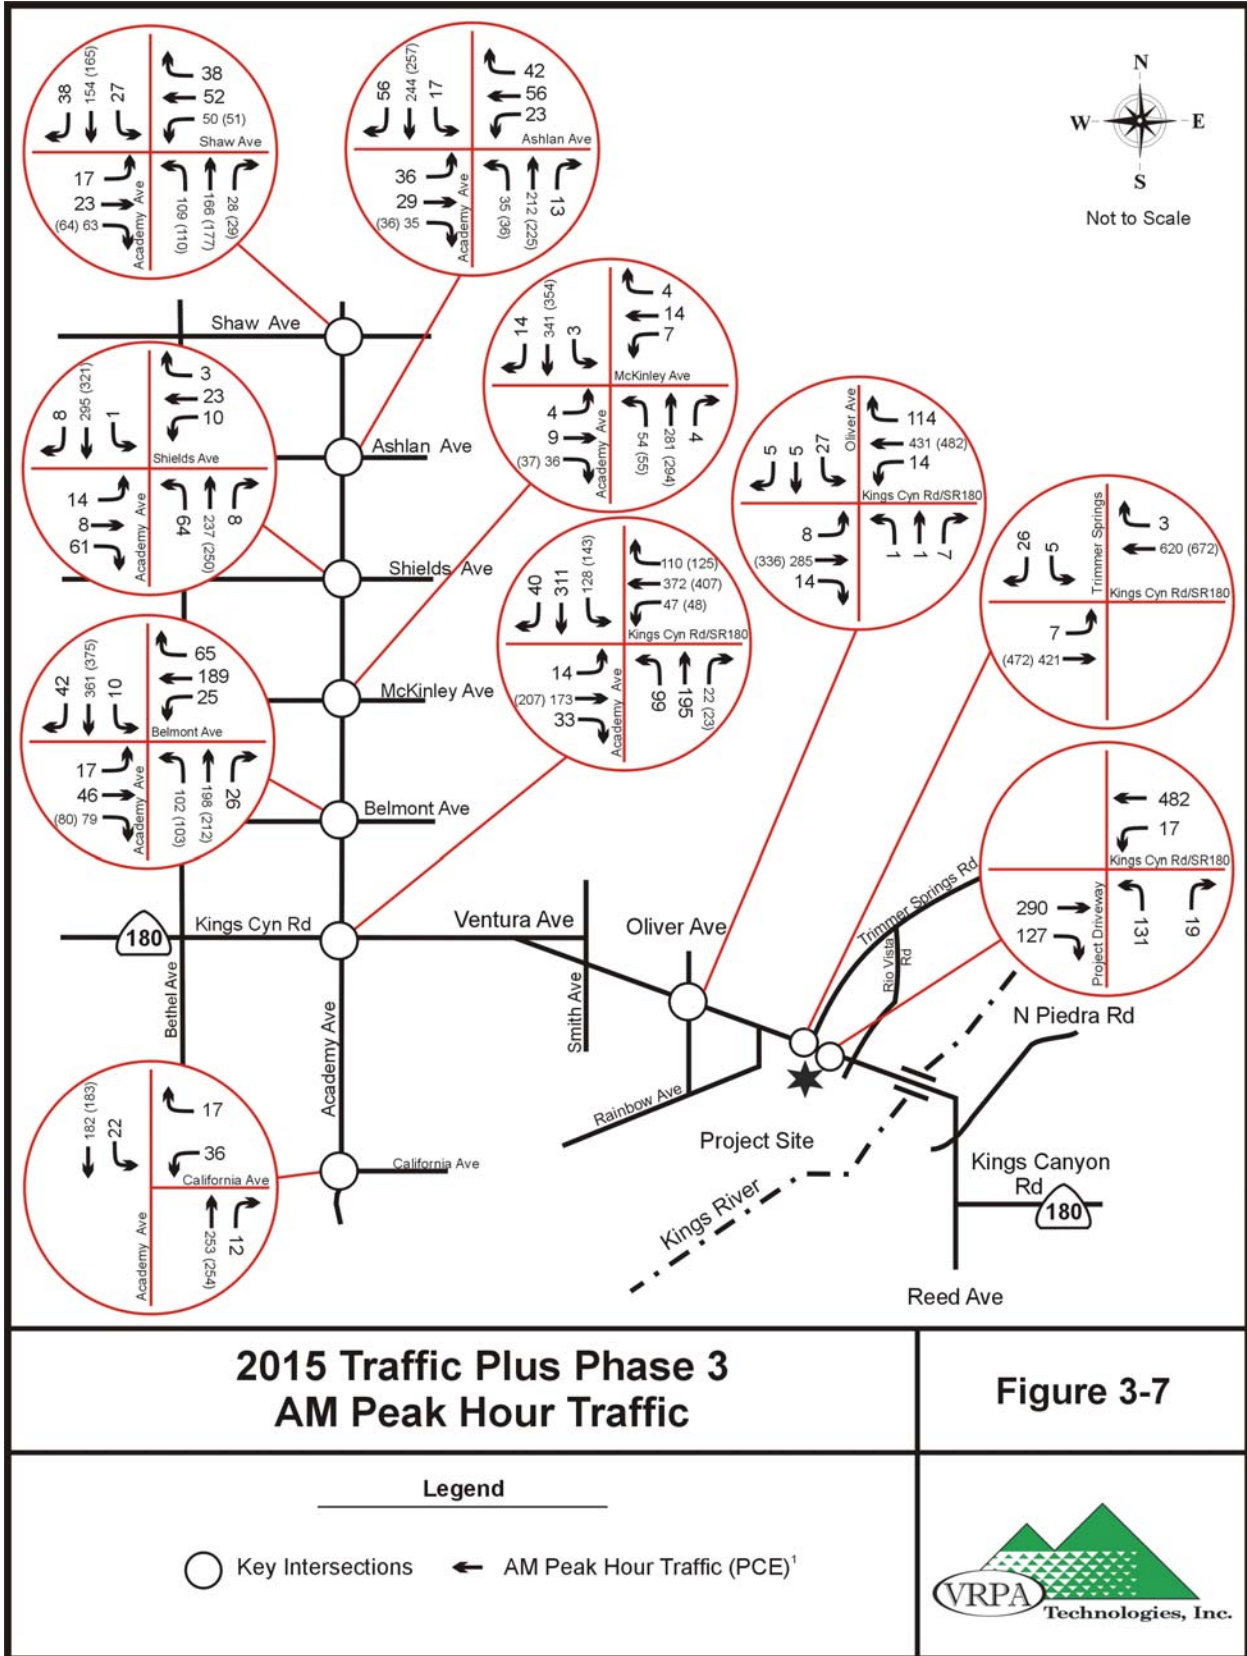 38
154 (165)
27
38
52
50 (51)
Shaw Ave
17
23
(64) 63
Academy Ave
109 (110)
166 (177)
28 (29)
56
244 (257)
17
42
56
23
Ashlan Ave
36
29
(36) 35
Academy Ave
35 (36)
212 (225)
13
N
W
E
S
Not to Scale
14
341 (354)
3
4
14
7
McKinley Ave
4
9
(37) 36
Academy Ave
54 (55)
281 (294)
4
Shaw Ave
8
295 (321)
1
3
23
10
Shields Ave
14
8
61
Academy Ave
64
237 (250)
8
Ashlan Ave
5
5
27
Oliver Ave
114
431 (482)
14
Kings Cyn Rd/SR180
8
(336) 285
14
1
1
7
26
5
Trimmer Springs
3
620 (672)
Kings Cyn Rd/SR180
7
(472) 421
Shields Ave
40
311
128 (143)
110 (125)
372 (407)
47 (48)
Kings Cyn Rd/SR180
14
(207) 173
33
Academy Ave
99
195
22 (23)
42
361 (375)
10
65
189
25
Belmont Ave
17
46
(80) 79
Academy Ave
102 (103)
198 (212)
26
McKinley Ave
Belmont Ave
482
17
Kings Cyn Rd/SR180
290
127
Project Driveway
131
19
180
Kings Cyn Rd
Ventura Ave
Oliver Ave
Trimmer Springs Rd
Rio Vista
Rd
Bethel Ave
Academy Ave
Smith Ave
N Piedra Rd
Rainbow Ave
Project Site
Kings River
Kings Canyon
Rd
180
Reed Ave
182 (183)
22
17
36
California Ave
Academy Ave
253 (254)
12
California Ave
2015 Traffic Plus Phase 3
AM Peak Hour Traffic
Figure 3-7
Legend
Key Intersections
AM Peak Hour Traffic (PCE)¹
VRPA
Technologies, Inc.